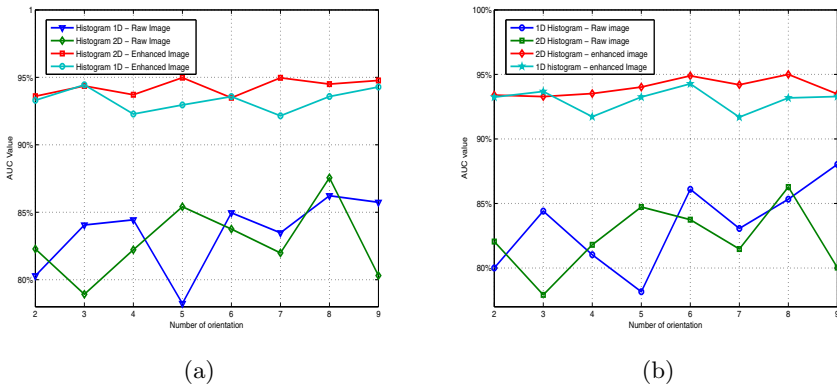 1
95%
90%
85%
80%
AUC Value
2 3 4 5 6 7 8 9
Number of orientation
Histogram 1D – Raw Image
Histogram 2D – Raw Image
Histogram 2D – Enhanced Image
Histogram 1D – Enhanced Image
(a)
100%
95%
90%
85%
80%
AUC value
2 3 4 5 6 7 8 9
Number of orientation
1D Histogram – Raw image
2D Histogram – Raw image
2D Histogram – enhanced image
1D histogram – enhanced Image
(b)